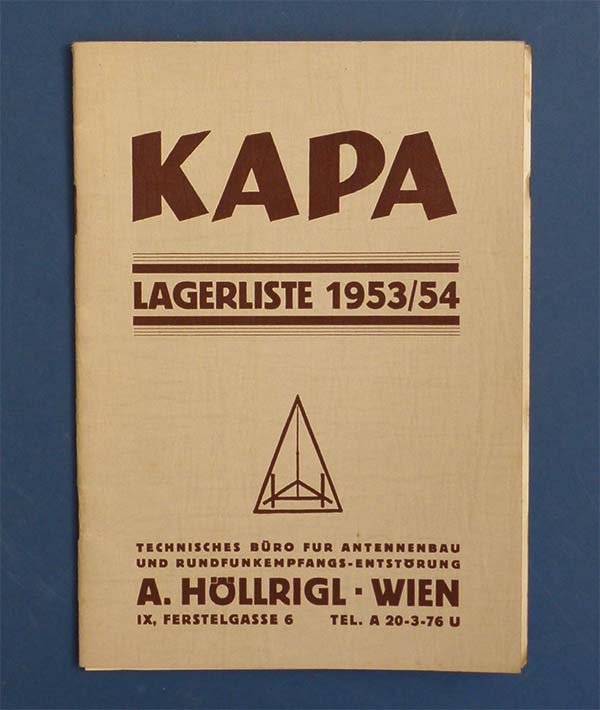 KAPA
LAGERLISTE 1953/54
TECHNISCHES BÜRO FUR ANTENNENBAU
UND RUNDFUNKEMPFANGS-ENTSTÖRUNG
A. HÖLLRIGL · WIEN
IX, FERSTELGASSE 6 TEL. A 20-3-76 U